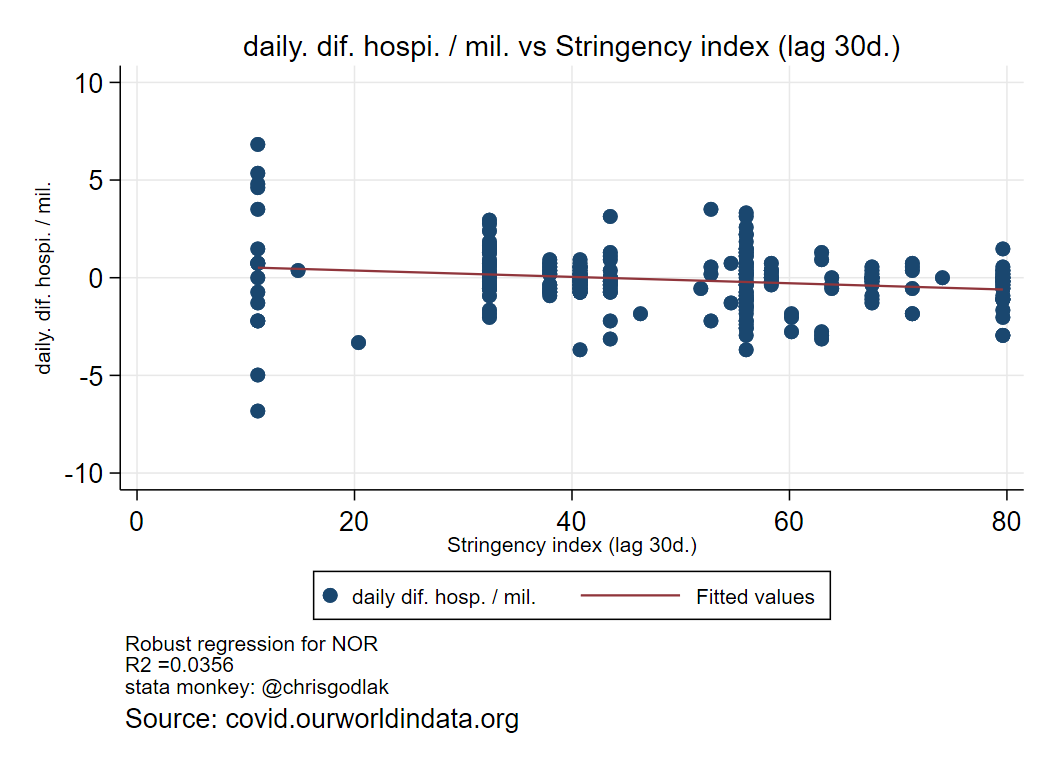 daily. dif. hospi. / mil. vs Stringency index (lag 30d.)
daily. dif. hospi. / mil.
10
5
0
-5
-10
0 20 40 60 80
Stringency index (lag 30d.)
daily dif. hosp. / mil. Fitted values
Robust regression for NOR
R2 =0.0356
stata monkey: @chrisgodlak
Source: covid.ourworldindata.org